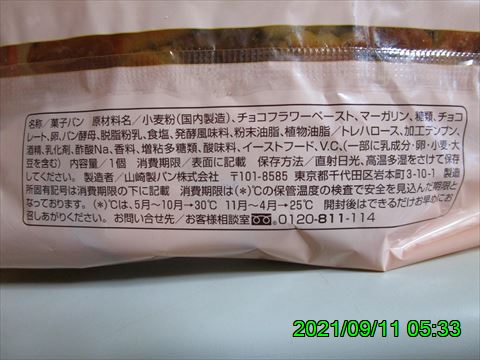 名称/菓子パン 原材料名/小麦粉(国内製造)、チョコフラワーペースト、マーガリン、糖類、チョコ
レート、卵、パン酵母、脱脂粉乳、食塩、発酵風味料、粉末油脂、植物油脂/トレハロース、加工デンプン、
酒精、乳化剤、酢酸Na、香料、増粘多糖類、酸味料、イーストフード、V.C、(一部に乳成分・卵・小麦・大
豆を含む) 内容量/1個 消費期限/表面に記載 保存方法/直射日光、高温多湿をさけて保存
してください。 製造者/山崎製パン株式会社 〒101-8585 東京都千代田区岩本町3-10-1 製造
所固有記号は消費期限の下に記載 消費期限は(*)℃の保管温度の検査で安全を見込んだ期限と
なっております。(*)℃は、5月〜10月→30℃ 11月〜4月→25℃ 開封後はできるだけお早めにお
召しあがりください。 お問い合せ先/お客様相談室 0120-811-114
2021/09/11 05:33